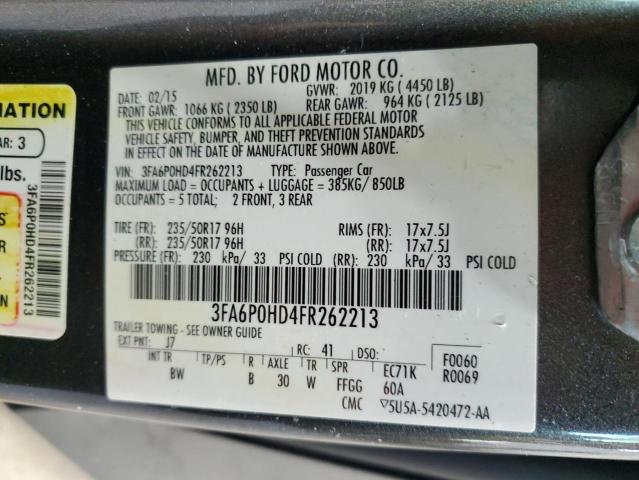 MFD. BY FORD MOTOR CO.
DATE: 02/15 GVWR: 2019 KG ( 4450 LB)
FRONT GAWR: 1066 KG ( 2350 LB) REAR GAWR: 964 KG ( 2125 LB)
THIS VEHICLE CONFORMS TO ALL APPLICABLE FEDERAL MOTOR
VEHICLE SAFETY, BUMPER, AND THEFT PREVENTION STANDARDS
IN EFFECT ON THE DATE OF MANUFACTURE SHOWN ABOVE.
VIN: 3FA6P0HD4FR262213 TYPE: Passenger Car
MAXIMUM LOAD = OCCUPANTS + LUGGAGE = 385KG/ 850LB
OCCUPANTS = 5 TOTAL; 2 FRONT, 3 REAR
TIRE (FR): 235/50R17 96H RIMS (FR): 17x7.5J
(RR): 235/50R17 96H (RR): 17x7.5J
PRESSURE (FR): 230 kPa/ 33 PSI COLD (RR): 230 kPa/ 33 PSI COLD
3FA6P0HD4FR262213
TRAILER TOWING - SEE OWNER GUIDE
EXT PNT: J7 RC: 41 DSO: F0060
INT TR TP/PS R AXLE TR SPR EC71K R0069
BW B 30 W FFGG 60A
CMC ▽5U5A-5420472-AA
MATION
AR: 3
lbs.
S
ER
R
N
3FA6P0HD4FR262213